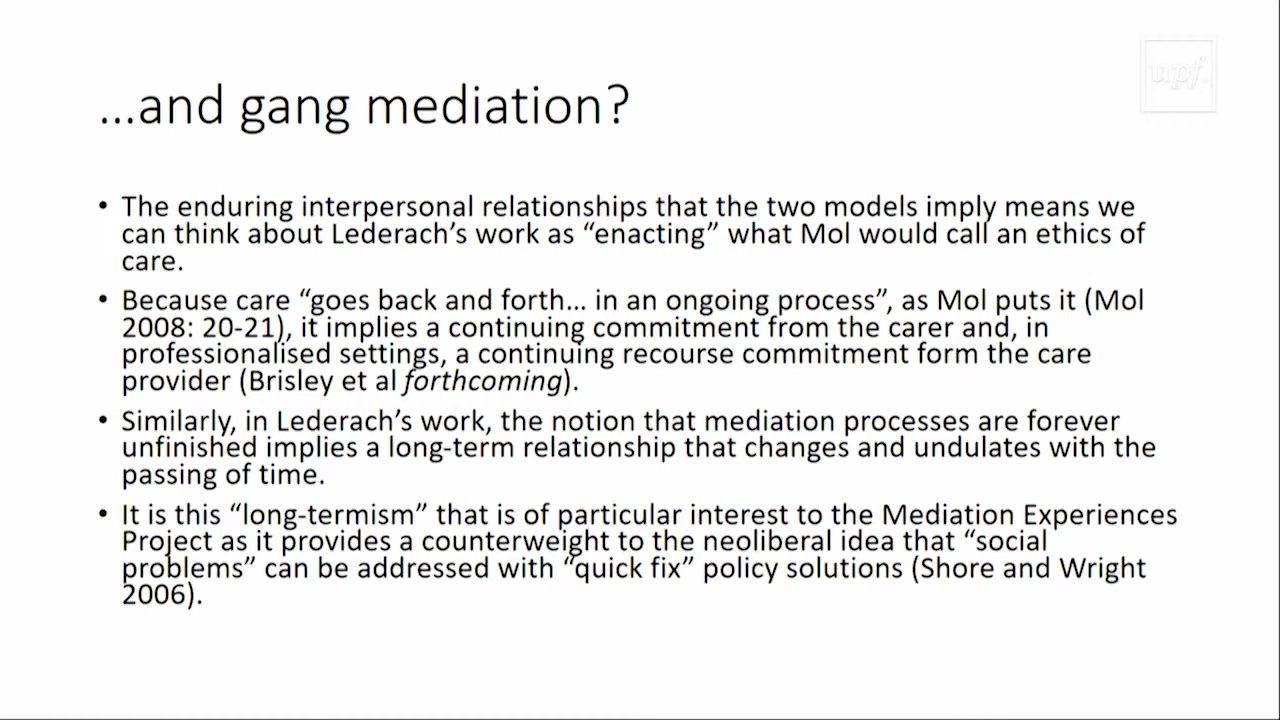 upf.
...and gang mediation?
• The enduring interpersonal relationships that the two models imply means we
can think about Lederach’s work as “enacting” what Mol would call an ethics of
care.
• Because care “goes back and forth... in an ongoing process”, as Mol puts it (Mol
2008: 20-21), it implies a continuing commitment from the carer and, in
professionalised settings, a continuing recourse commitment form the care
provider (Brisley et al forthcoming).
• Similarly, in Lederach’s work, the notion that mediation processes are forever
unfinished implies a long-term relationship that changes and undulates with the
passing of time.
• It is this “long-termism” that is of particular interest to the Mediation Experiences
Project as it provides a counterweight to the neoliberal idea that “social
problems” can be addressed with “quick fix” policy solutions (Shore and Wright
2006).